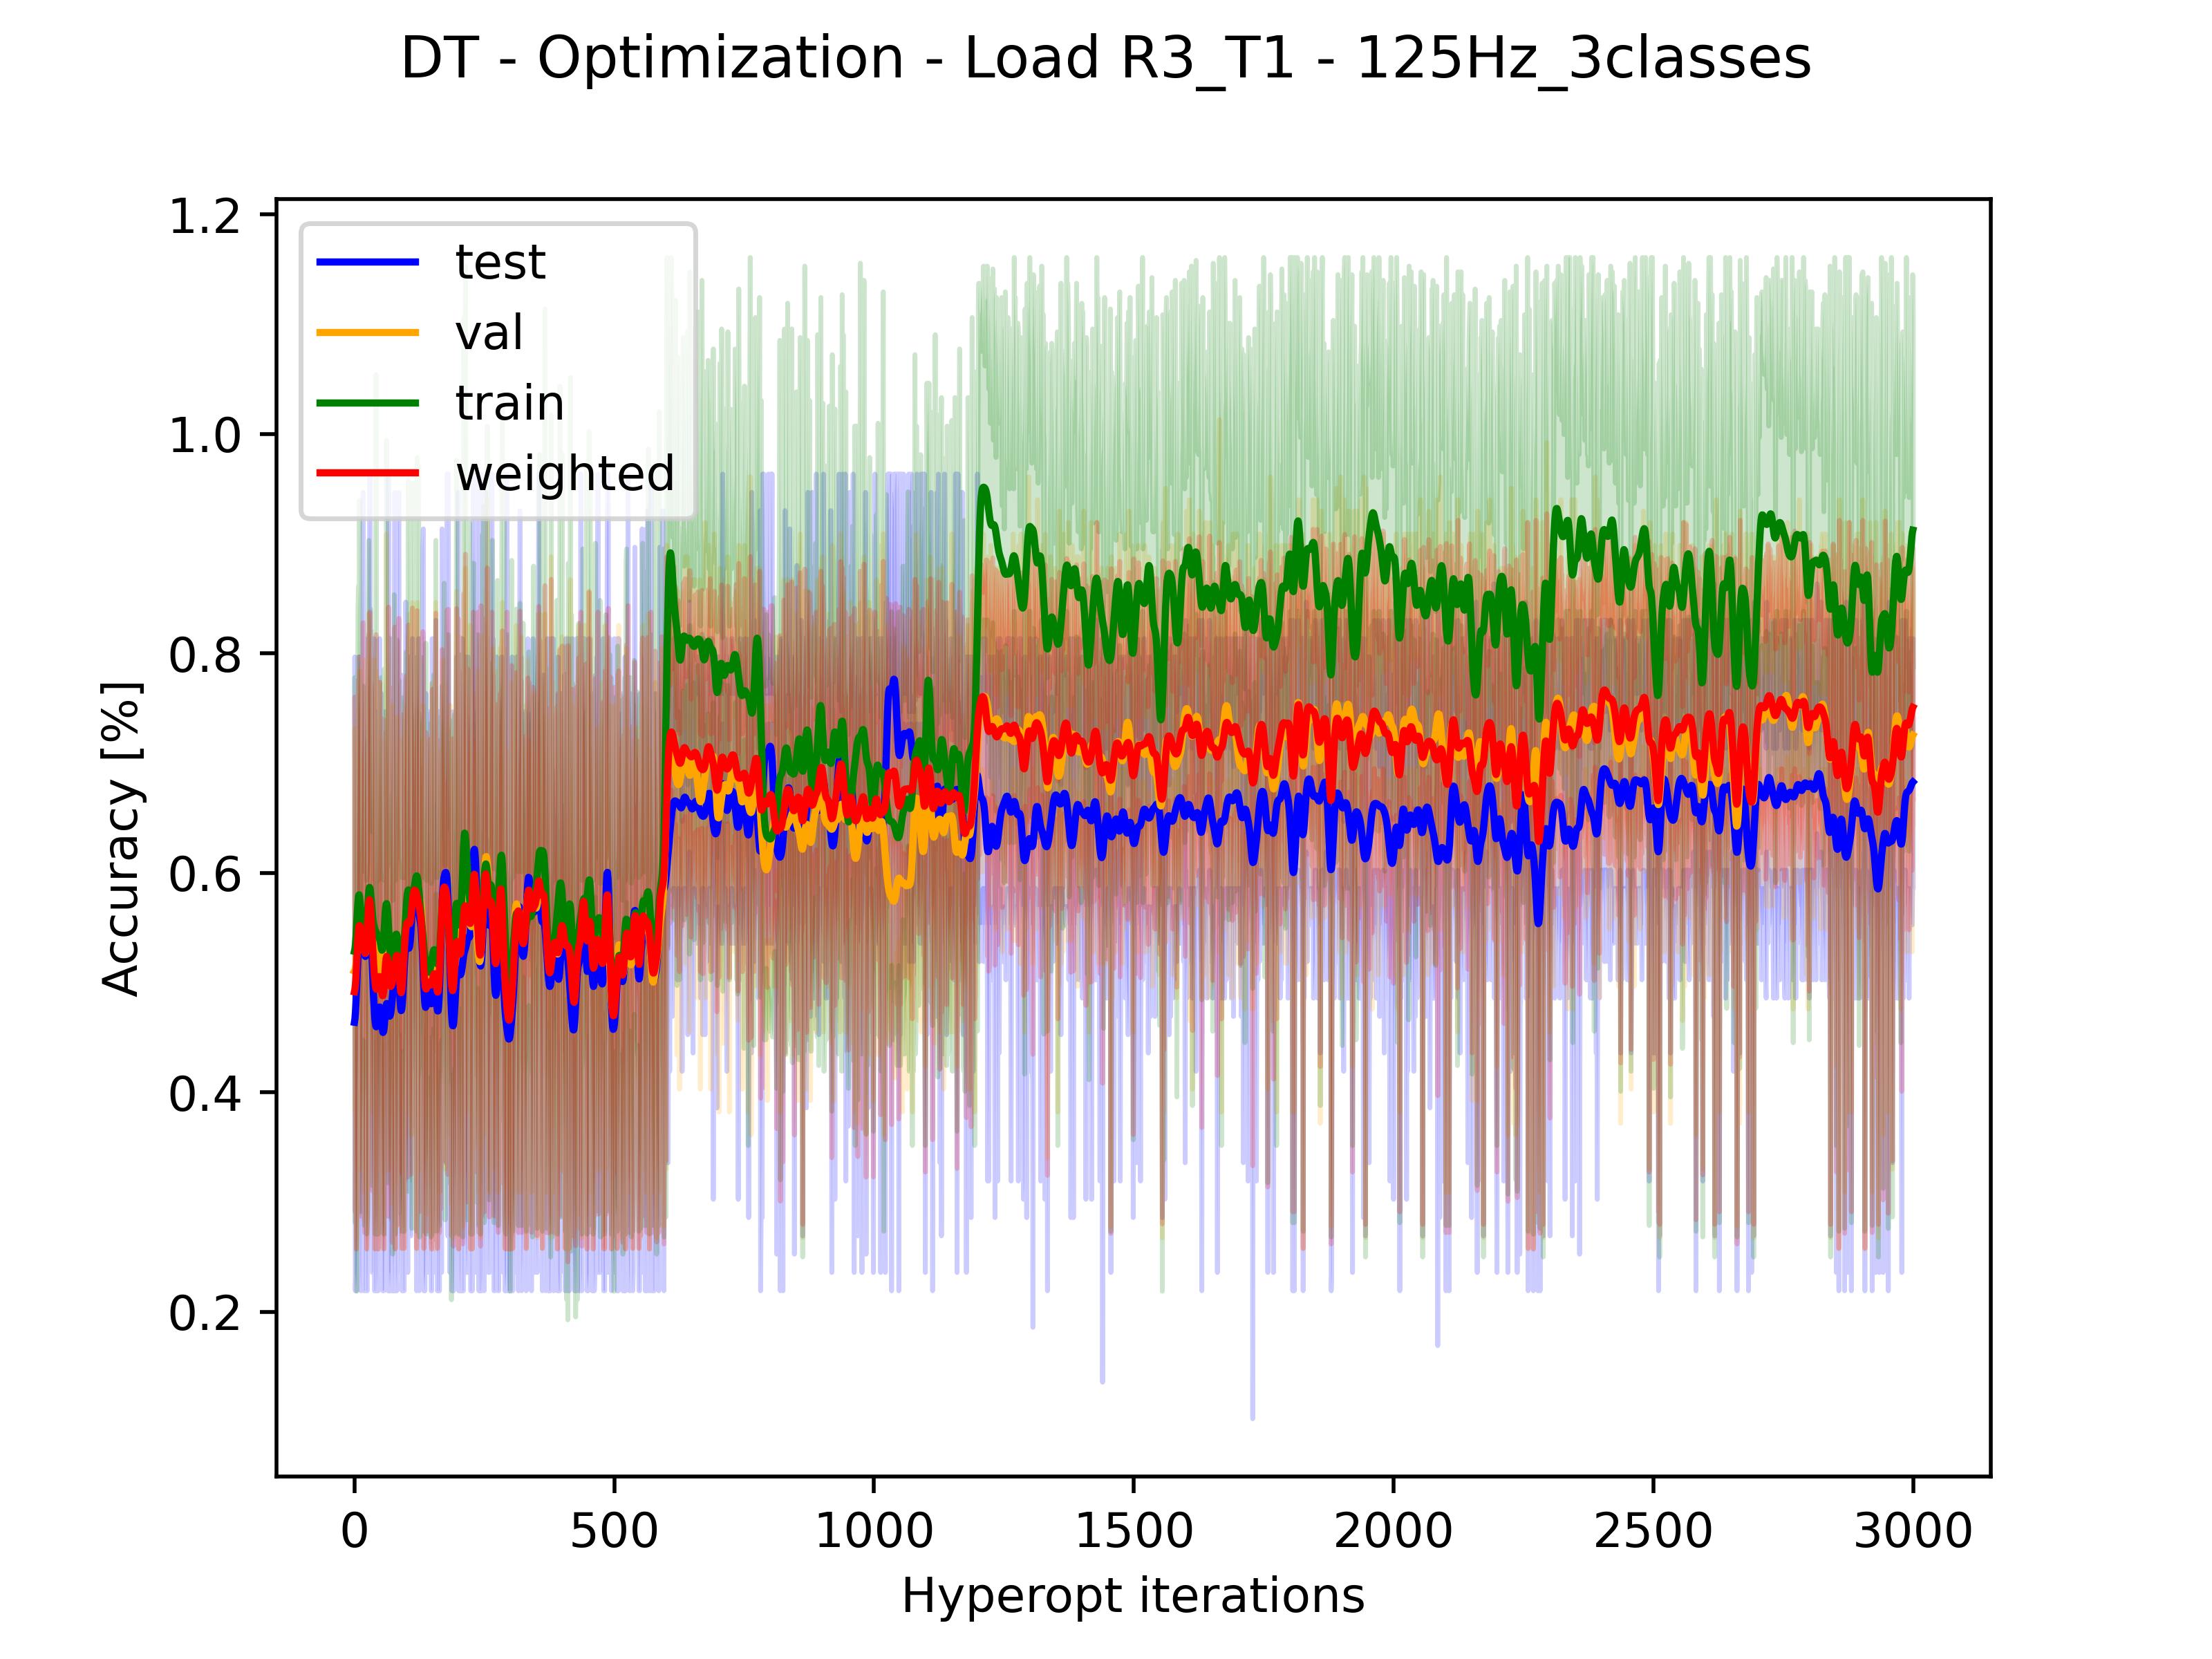 DT - Optimization - Load R3_T1 - 125Hz_3classes
1.2
1.0
0.8
0.6
0.4
0.2
Accuracy [%]
test
val
train
weighted
0 500 1000 1500 2000 2500 3000
Hyperopt iterations